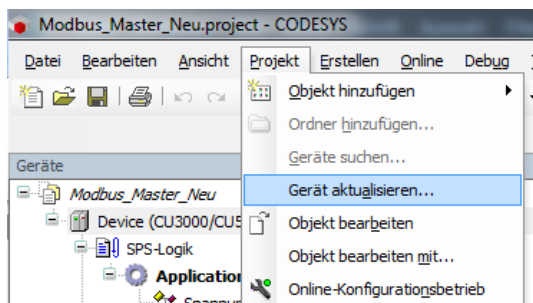 Modbus_Master_Neu.project - CODESYS
Datei Bearbeiten Ansicht Projekt Erstellen Online Debug
Objekt hinzufügen
Ordner hinzufügen...
Geräte suchen...
Geräte
Modbus_Master_Neu
Gerät aktualisieren...
Device (CU3000/CU5
Objekt bearbeiten
SPS-Logik
Objekt bearbeiten mit...
Application
Online-Konfigurationsbetrieb